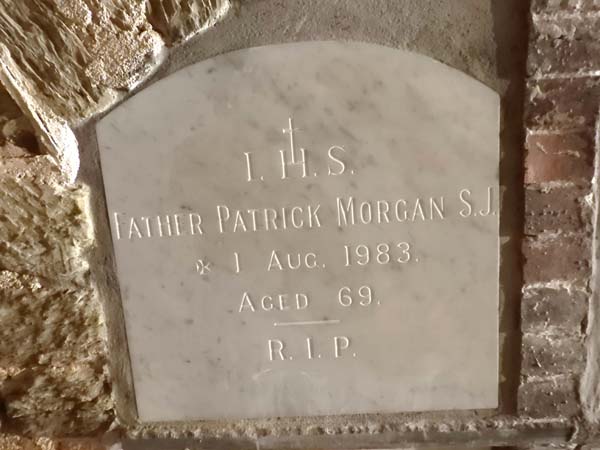 I.H.S.
FATHER PATRICK MORGAN S.J.
✠ 1 AUG. 1983.
AGED 69.
R.I.P.